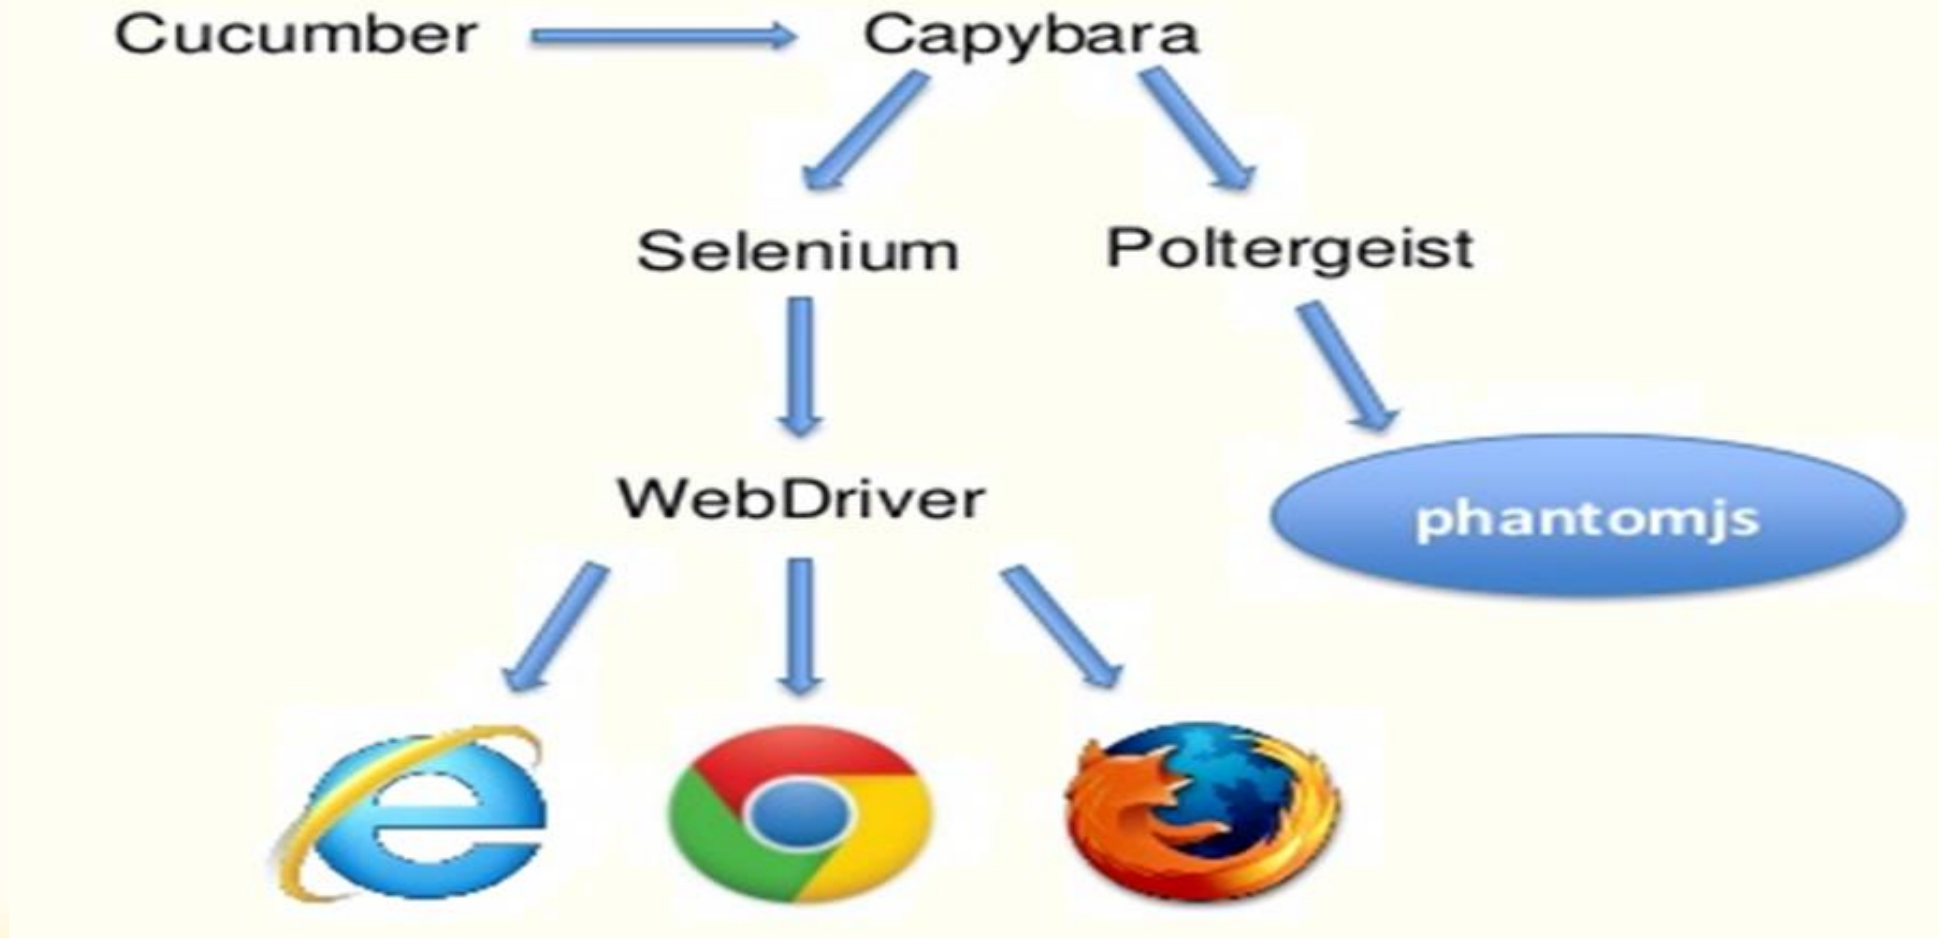 Cucumber
Capybara
Selenium
Poltergeist
WebDriver
phantomjs